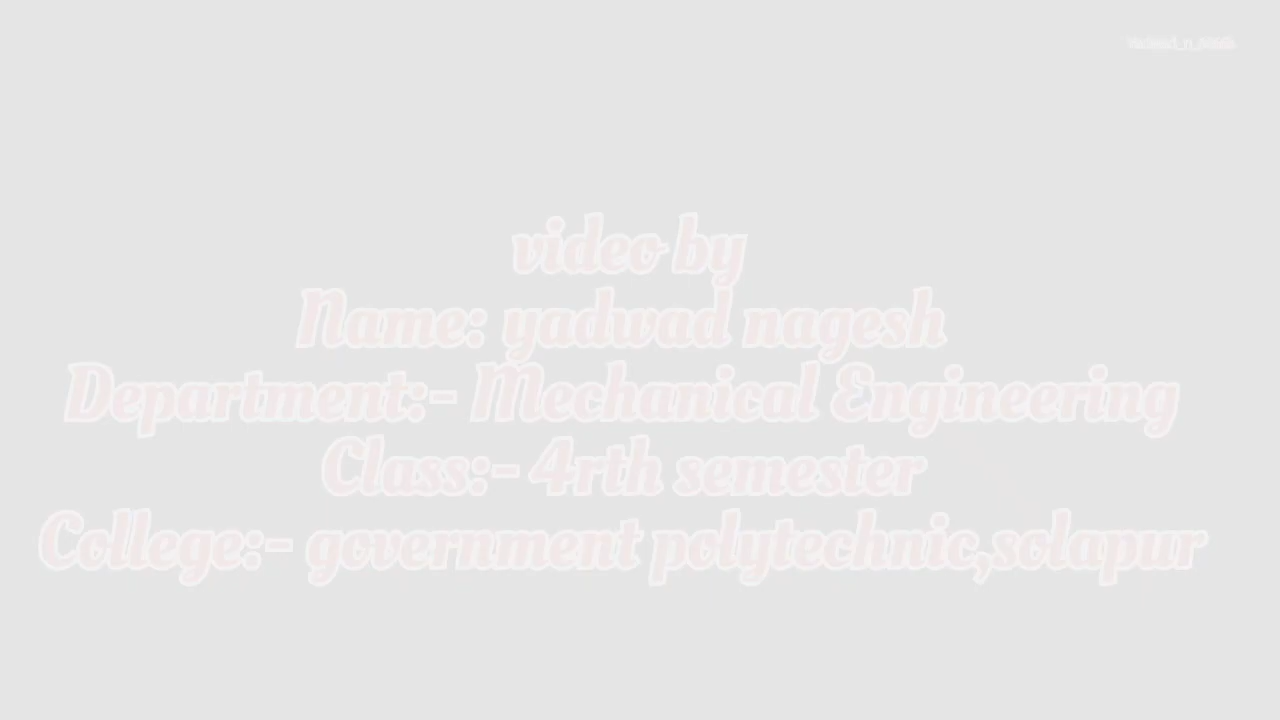 video by
Name: yadwad nagesh
Department:- Mechanical Engineering
Class:- 4rth semester
College:- government polytechnic,solapur